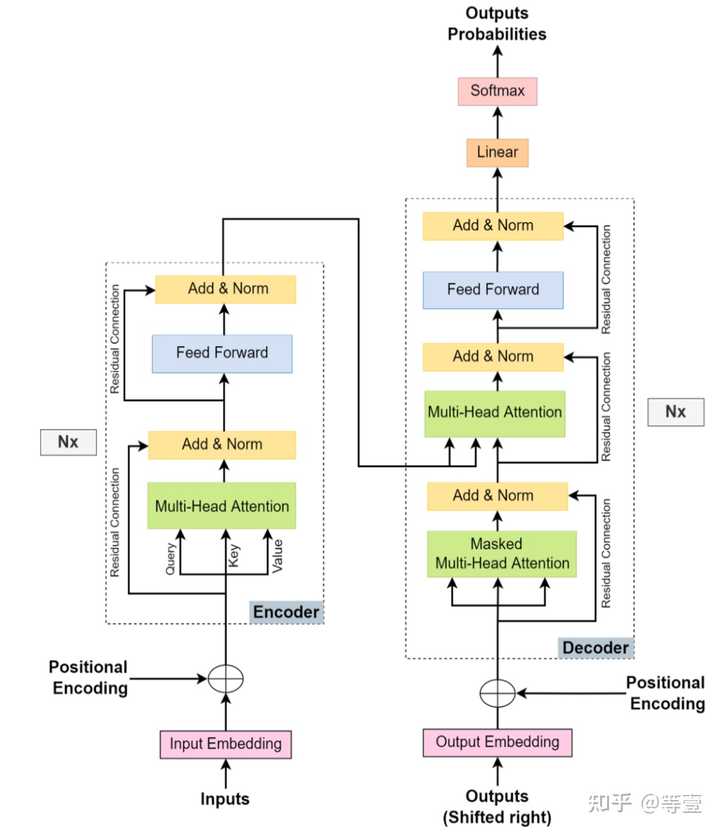 Outputs
Probabilities
Softmax
Linear
Add & Norm
Feed Forward
Residual Connection
Add & Norm
Multi-Head Attention
Residual Connection
Add & Norm
Masked
Multi-Head Attention
Residual Connection
Decoder
Nx
Positional
Encoding
Output Embedding
Outputs
(Shifted right)
Add & Norm
Residual Connection
Feed Forward
Nx
Add & Norm
Residual Connection
Multi-Head Attention
Query
Key
Value
Encoder
Positional
Encoding
Input Embedding
Inputs
知乎 @等壹